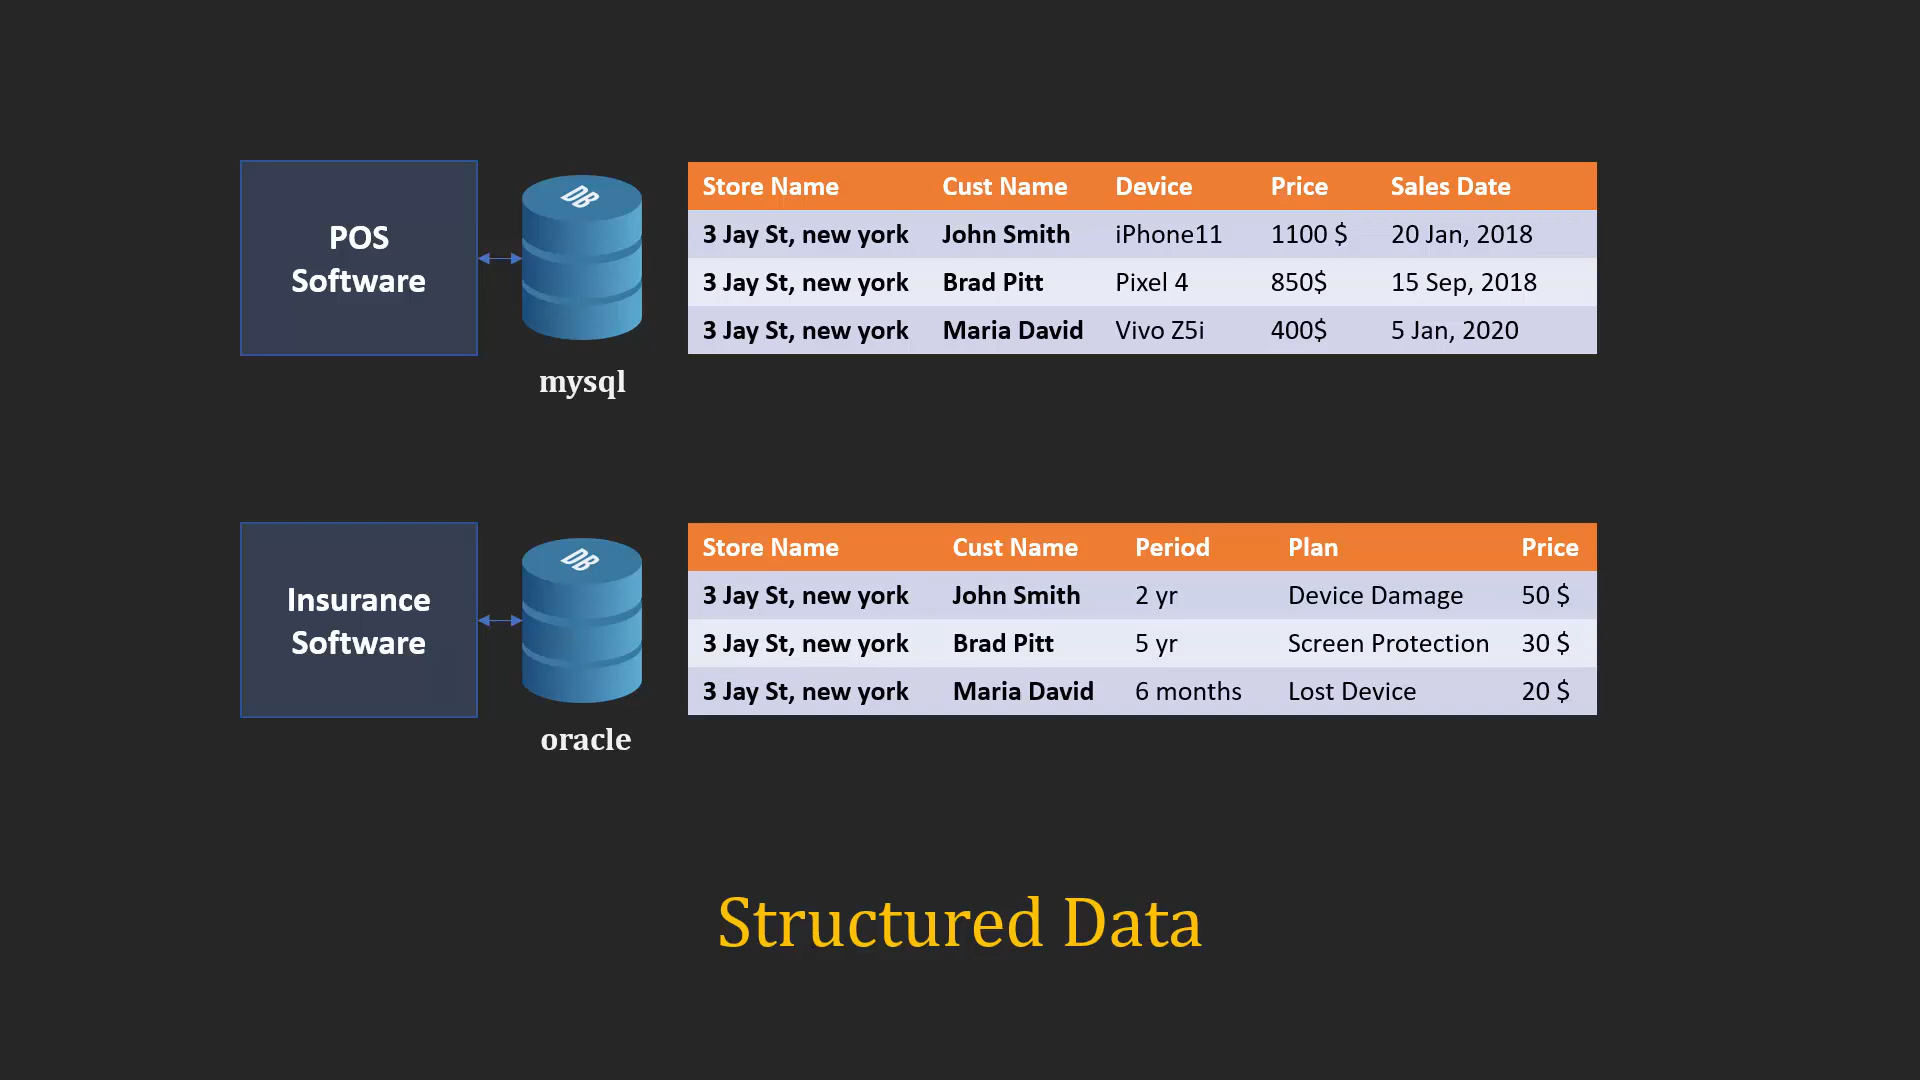 POS
Software
DB
mysql
Store Name Cust Name Device Price Sales Date
3 Jay St, new york John Smith iPhone11 1100 $ 20 Jan, 2018
3 Jay St, new york Brad Pitt Pixel 4 850$ 15 Sep, 2018
3 Jay St, new york Maria David Vivo Z5i 400$ 5 Jan, 2020
Insurance
Software
DB
oracle
Store Name Cust Name Period Plan Price
3 Jay St, new york John Smith 2 yr Device Damage 50 $
3 Jay St, new york Brad Pitt 5 yr Screen Protection 30 $
3 Jay St, new york Maria David 6 months Lost Device 20 $
Structured Data